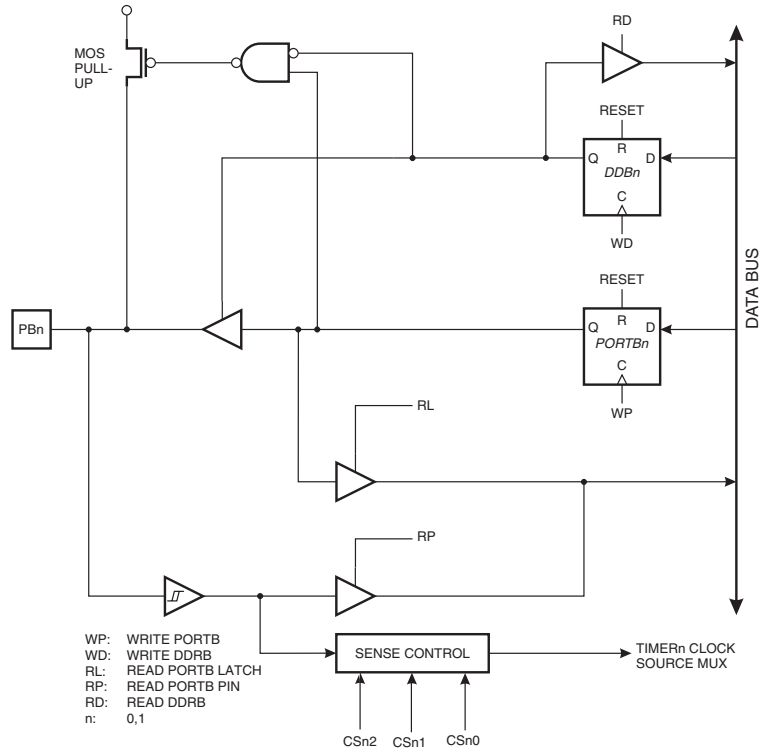 RD
MOS
PULL-
UP
RESET
R
Q
D
DDBn
C
WD
DATA BUS
RESET
R
PBn
Q
D
PORTBn
C
WP
RL
RP
WP: WRITE PORTB
WD: WRITE DDRB
RL: READ PORTB LATCH
RP: READ PORTB PIN
RD: READ DDRB
n: 0,1
SENSE CONTROL
TIMERn CLOCK
SOURCE MUX
CSn2
CSn1
CSn0